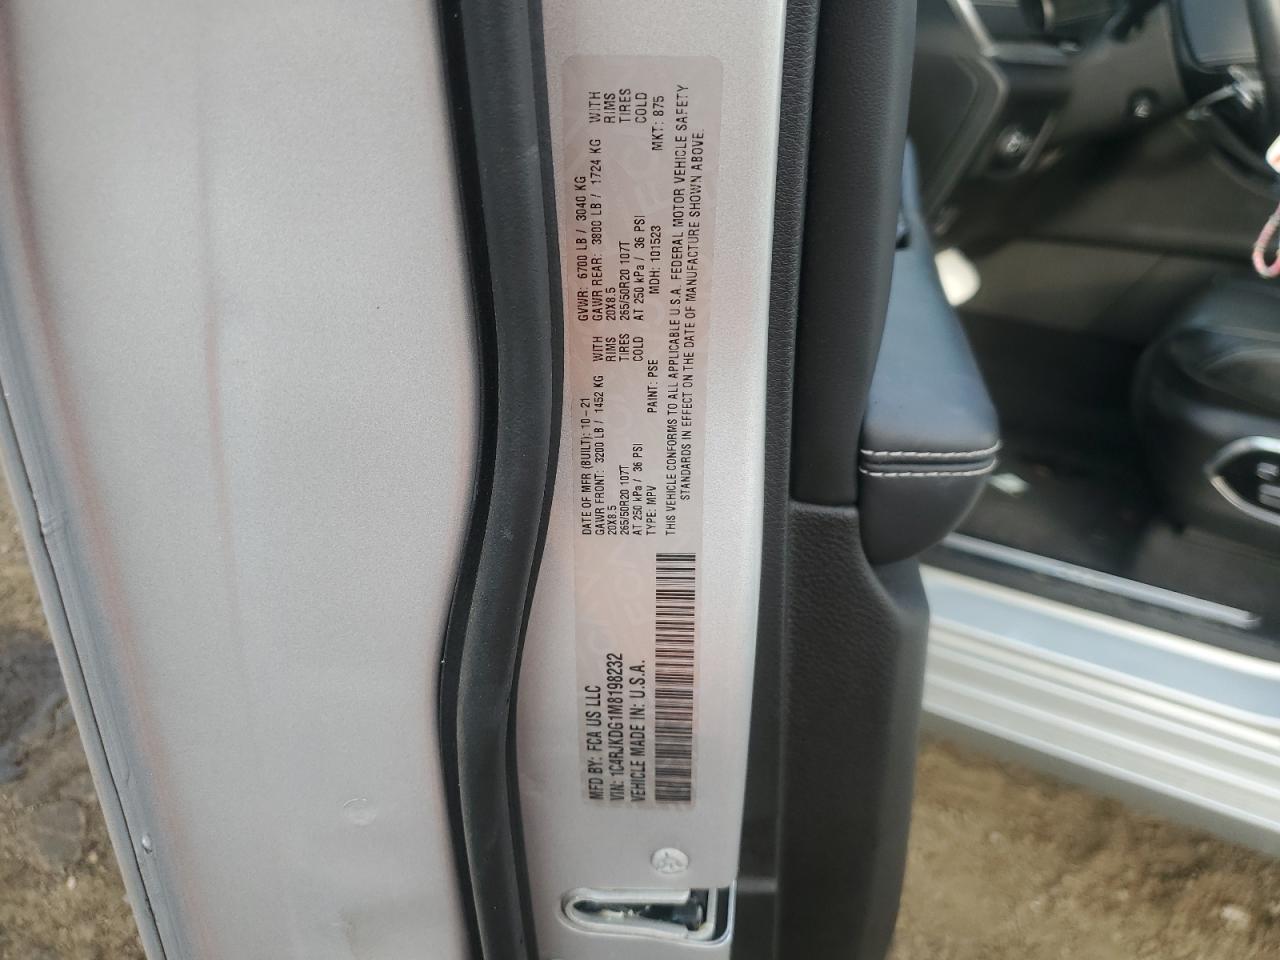 MFD BY: FCA US LLC
VIN: 1C4RJKDG1M8198232
VEHICLE MADE IN: U.S.A.
DATE OF MFR (BUILT): 10-21
GAWR FRONT: 3200 LB / 1452 KG WITH
20X8.5 RIMS
265/50R20 107T TIRES
AT 250 kPa / 36 PSI COLD
TYPE: MPV PAINT: PSE
GVWR: 6700 LB / 3040 KG
GAWR REAR: 3800 LB / 1724 KG WITH
20X8.5 RIMS
265/50R20 107T TIRES
AT 250 kPa / 36 PSI COLD
MDH: 101523 MKT: 875
THIS VEHICLE CONFORMS TO ALL APPLICABLE U.S.A. FEDERAL MOTOR VEHICLE SAFETY
STANDARDS IN EFFECT ON THE DATE OF MANUFACTURE SHOWN ABOVE.